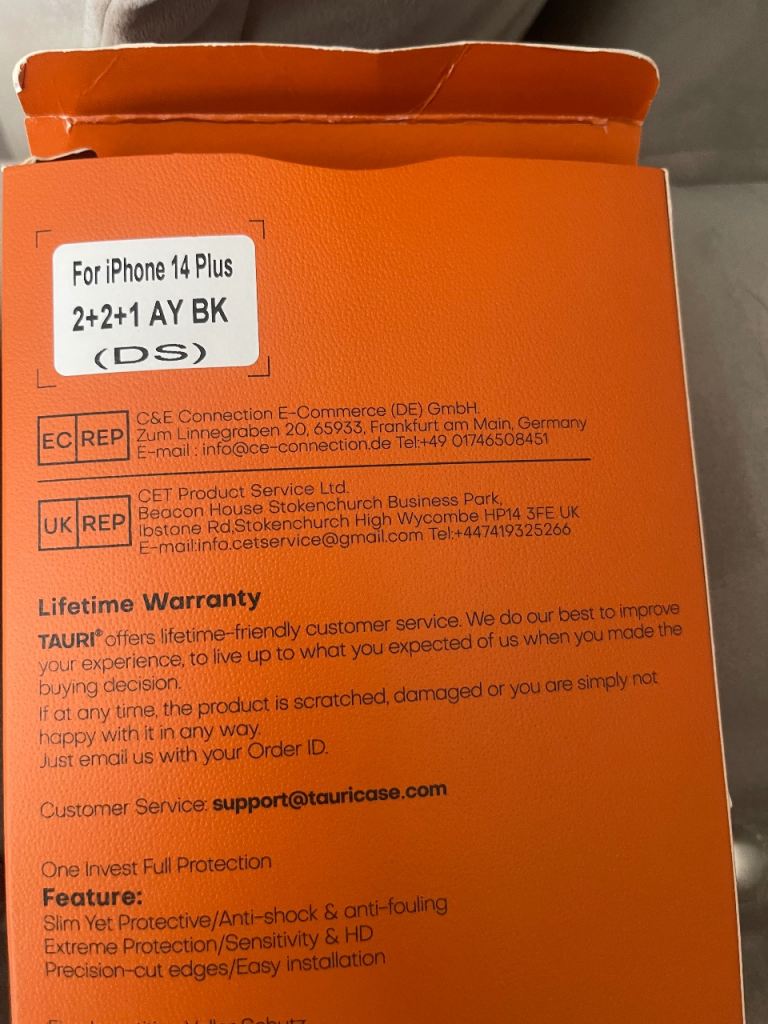 For iPhone 14 Plus
2+2+1 AY BK
(DS)
EC REP
C&E Connection E-Commerce (DE) GmbH.
Zum Linnegraben 20, 65933, Frankfurt am Main, Germany
E-mail : info@ce-connection.de Tel:+49 01746508451
UK REP
CET Product Service Ltd.
Beacon House Stokenchurch Business Park,
Ibstone Rd,Stokenchurch High Wycombe HP14 3FE UK
E-mail:info.cetservice@gmail.com Tel:+447419325266
Lifetime Warranty
TAURI® offers lifetime-friendly customer service. We do our best to improve
your experience, to live up to what you expected of us when you made the
buying decision.
If at any time, the product is scratched, damaged or you are simply not
happy with it in any way.
Just email us with your Order ID.
Customer Service: support@tauricase.com
One Invest Full Protection
Feature:
Slim Yet Protective/Anti-shock & anti-fouling
Extreme Protection/Sensitivity & HD
Precision-cut edges/Easy installation